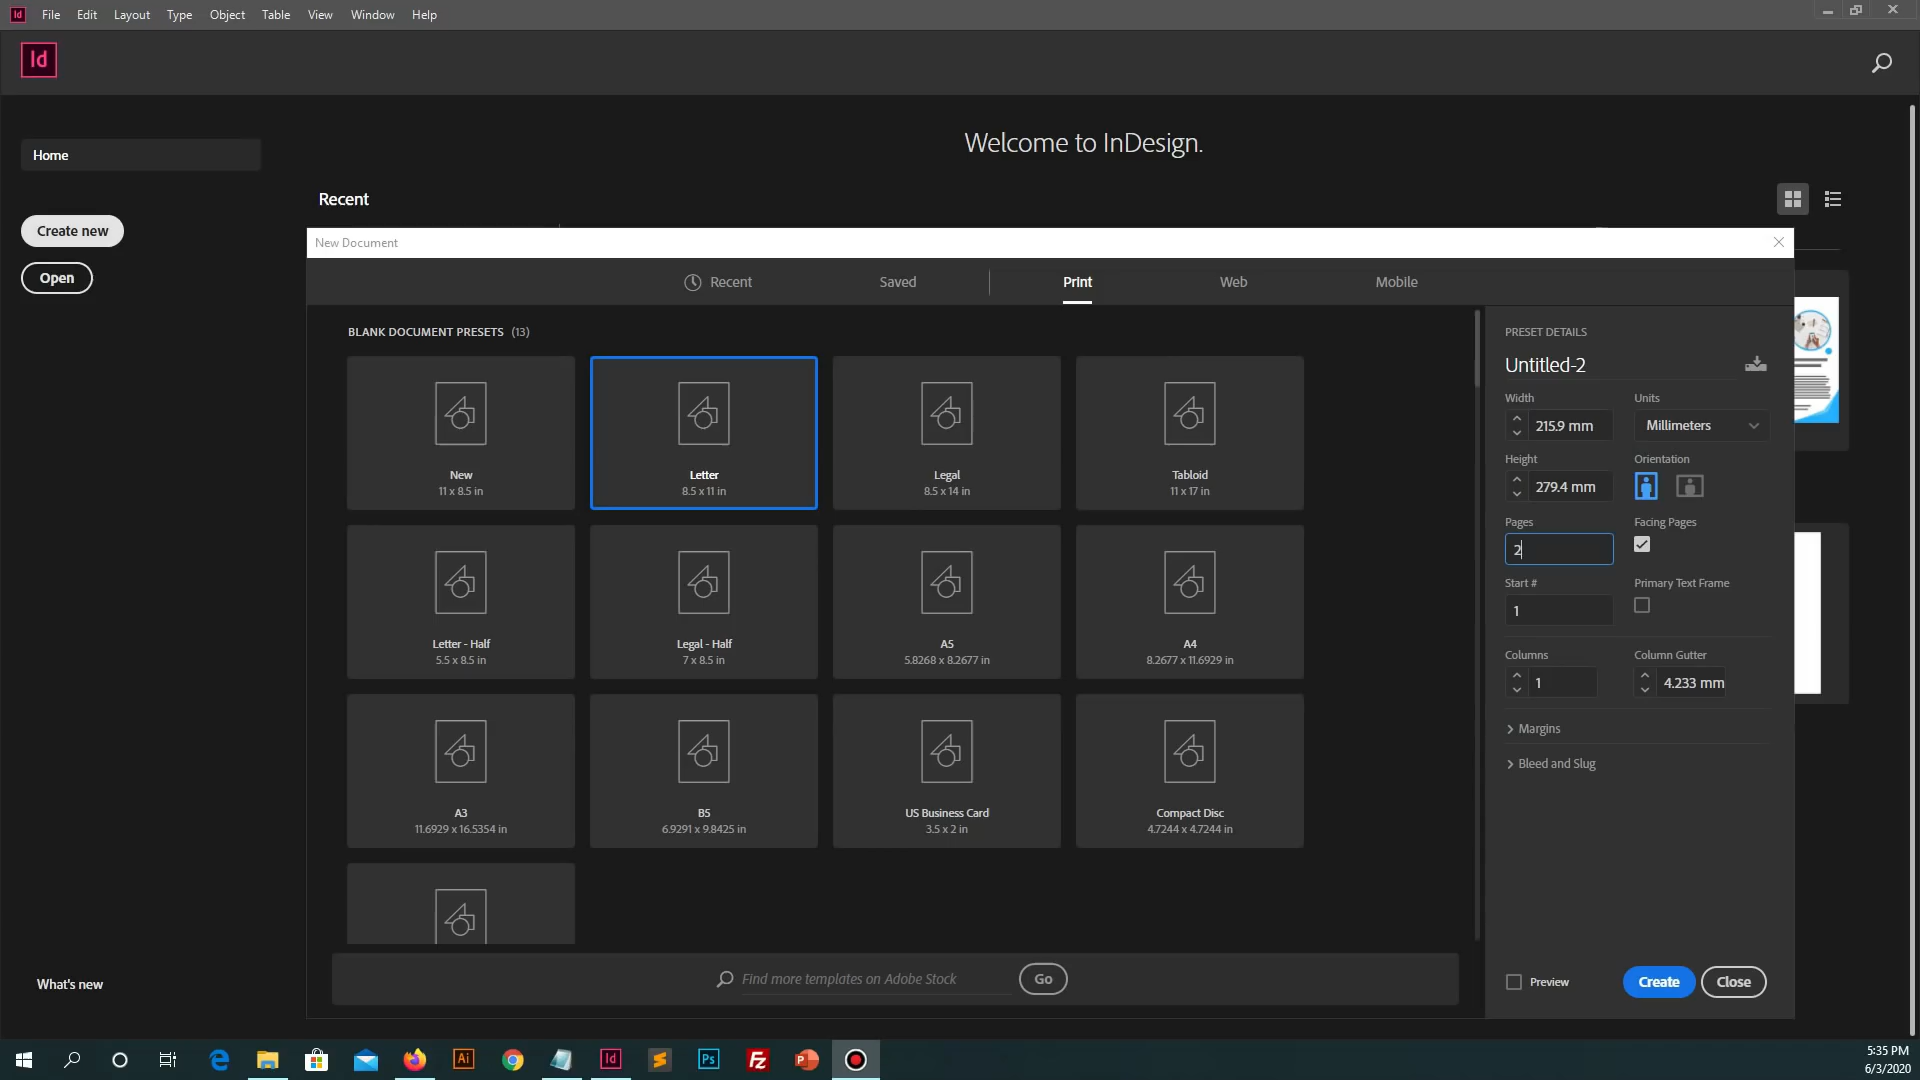 Id File Edit Layout Type Object Table View Window Help
Id
Welcome to InDesign.
Home
Recent
Create new
Open
New Document
Recent Saved Print Web Mobile
BLANK DOCUMENT PRESETS (13)
New
11 x 8.5 in
Letter
8.5 x 11 in
Legal
8.5 x 14 in
Tabloid
11 x 17 in
Letter - Half
5.5 x 8.5 in
Legal - Half
7 x 8.5 in
A5
5.8268 x 8.2677 in
A4
8.2677 x 11.6929 in
A3
11.6929 x 16.5354 in
B5
6.9291 x 9.8425 in
US Business Card
3.5 x 2 in
Compact Disc
4.7244 x 4.7244 in
Find more templates on Adobe Stock
Go
PRESET DETAILS
Untitled-2
Width Units
215.9 mm Millimeters
Height Orientation
279.4 mm
Pages Facing Pages
2
Start # Primary Text Frame
1
Columns Column Gutter
1 4.233 mm
Margins
Bleed and Slug
Preview Create Close
What's new
Ai Id Ps Fz P
5:35 PM
6/3/2020